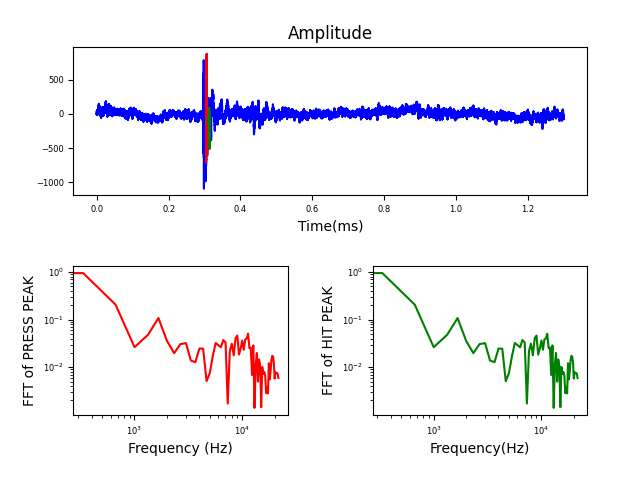 Amplitude
500
0
−500
−1000
0.0 0.2 0.4 0.6 0.8 1.0 1.2
Time(ms)
FFT of PRESS PEAK
10⁰
10⁻¹
10⁻²
10³ 10⁴
Frequency (Hz)
FFT of HIT PEAK
10⁰
10⁻¹
10⁻²
10³ 10⁴
Frequency(Hz)